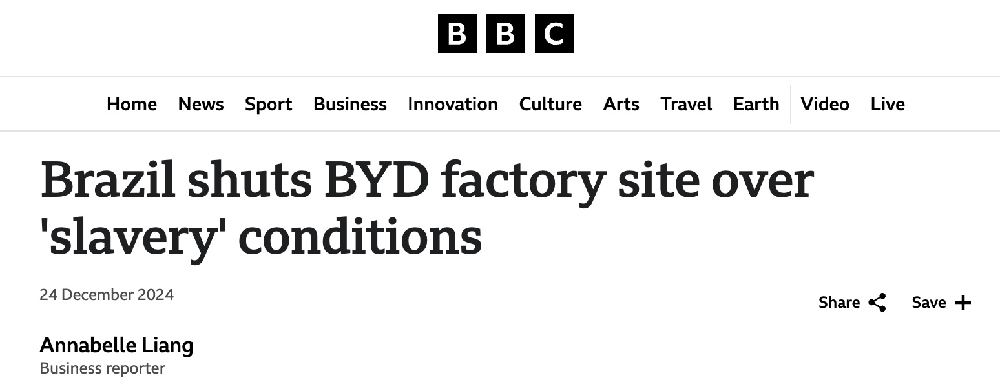 BBC
Home News Sport Business Innovation Culture Arts Travel Earth Video Live
Brazil shuts BYD factory site over
'slavery' conditions
24 December 2024
Share Save
Annabelle Liang
Business reporter